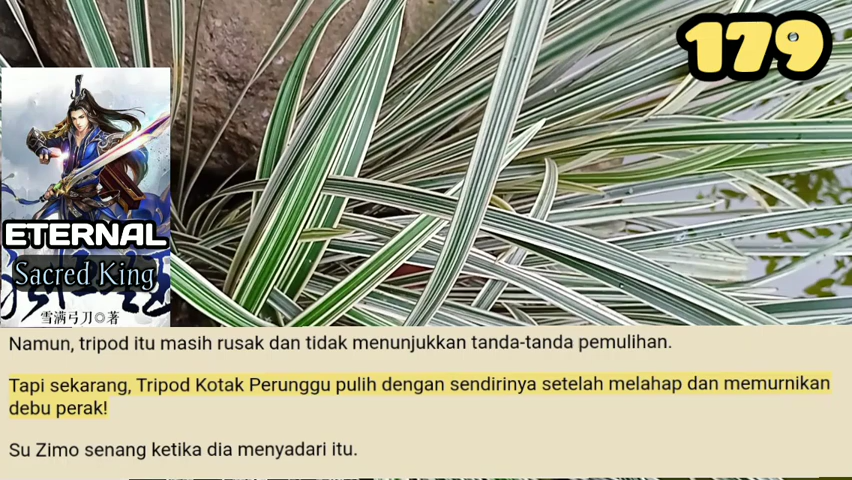 179
ETERNAL
Sacred King
雪满弓刀◎著
Namun, tripod itu masih rusak dan tidak menunjukkan tanda-tanda pemulihan.
Tapi sekarang, Tripod Kotak Perunggu pulih dengan sendirinya setelah melahap dan memurnikan
debu perak!
Su Zimo senang ketika dia menyadari itu.